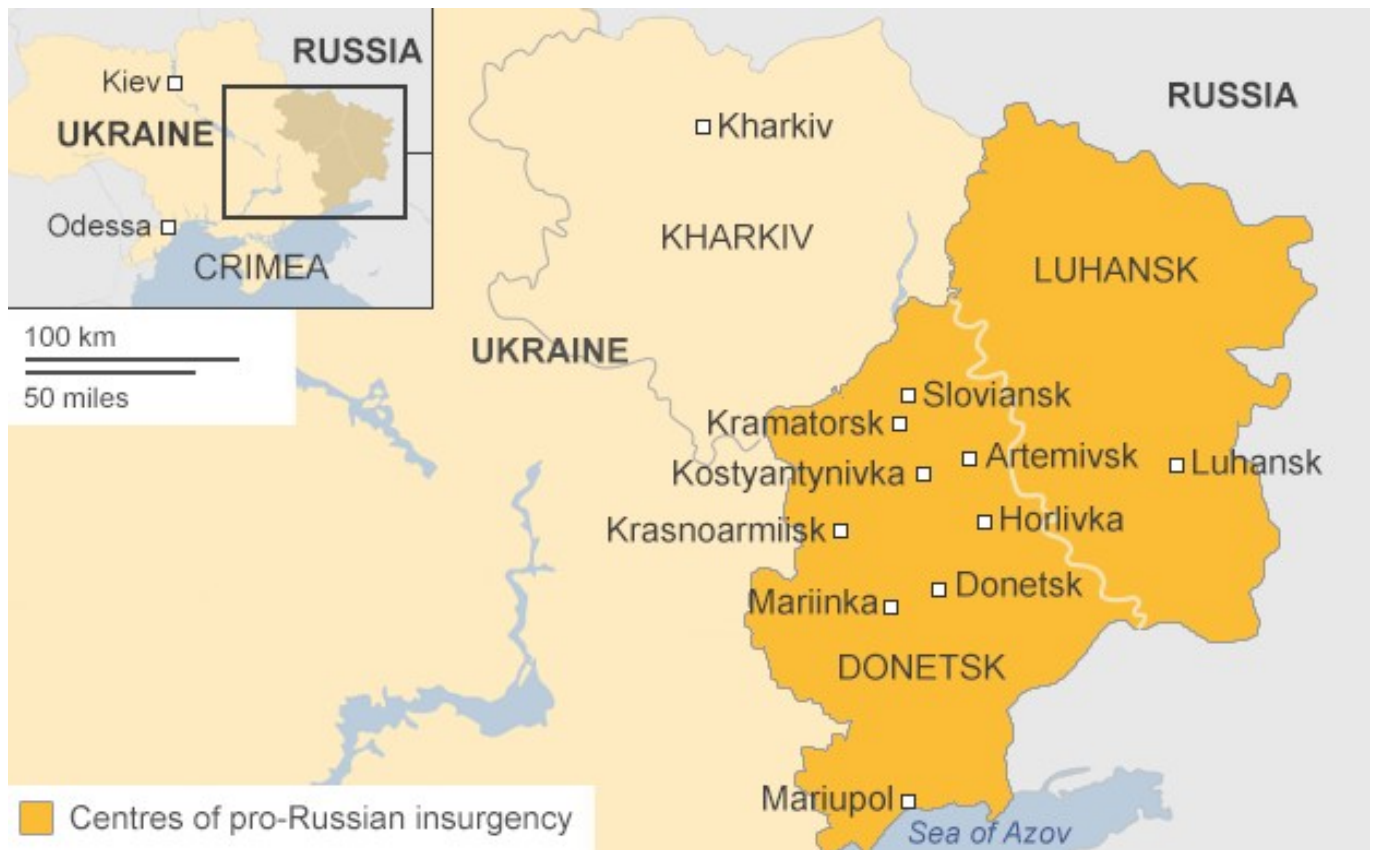 RUSSIA
Kiev
UKRAINE
Odessa
CRIMEA
100 km
50 miles
RUSSIA
Kharkiv
KHARKIV
LUHANSK
UKRAINE
Sloviansk
Kramatorsk
Artemivsk
Luhansk
Kostyantynivka
Horlivka
Krasnoarmiisk
Donetsk
Mariinka
DONETSK
Mariupol
Sea of Azov
Centres of pro-Russian insurgency